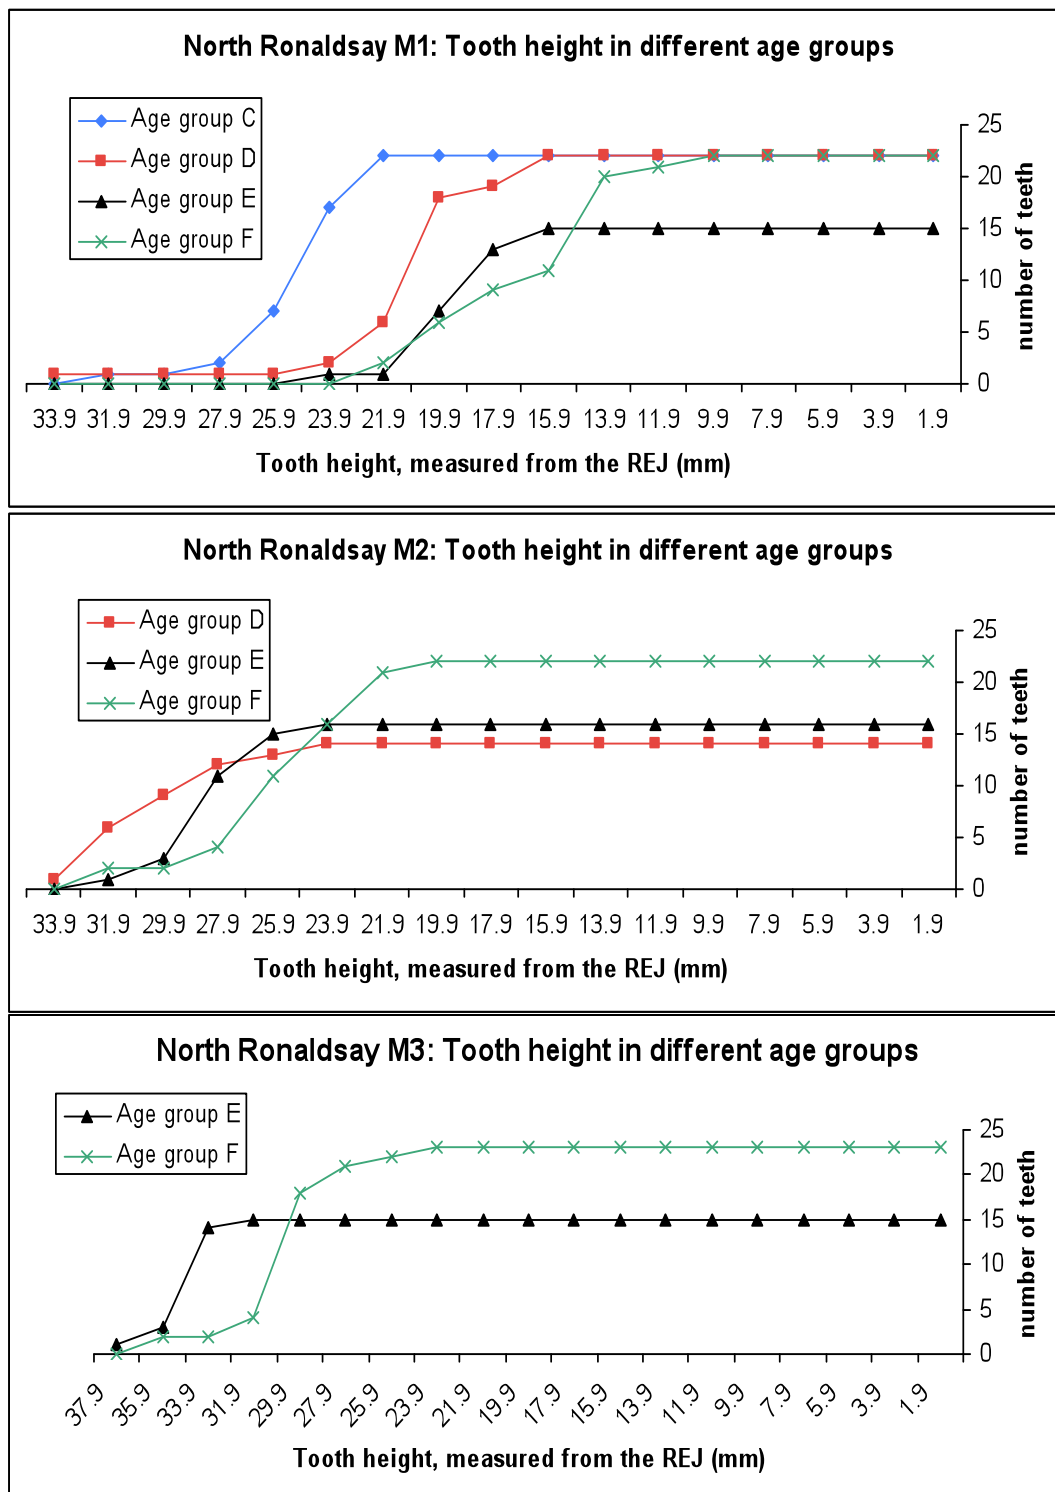 North Ronaldsay M1: Tooth height in different age groups
Age group C
Age group D
Age group E
Age group F
25
20
15
10
5
0
number of teeth
33.9 31.9 29.9 27.9 25.9 23.9 21.9 19.9 17.9 15.9 13.9 11.9 9.9 7.9 5.9 3.9 1.9
Tooth height, measured from the REJ (mm)
North Ronaldsay M2: Tooth height in different age groups
Age group D
Age group E
Age group F
25
20
15
10
5
0
number of teeth
33.9 31.9 29.9 27.9 25.9 23.9 21.9 19.9 17.9 15.9 13.9 11.9 9.9 7.9 5.9 3.9 1.9
Tooth height, measured from the REJ (mm)
North Ronaldsay M3: Tooth height in different age groups
Age group E
Age group F
25
20
15
10
5
0
number of teeth
37.9 35.9 33.9 31.9 29.9 27.9 25.9 23.9 21.9 19.9 17.9 15.9 13.9 11.9 9.9 7.9 5.9 3.9 1.9
Tooth height, measured from the REJ (mm)